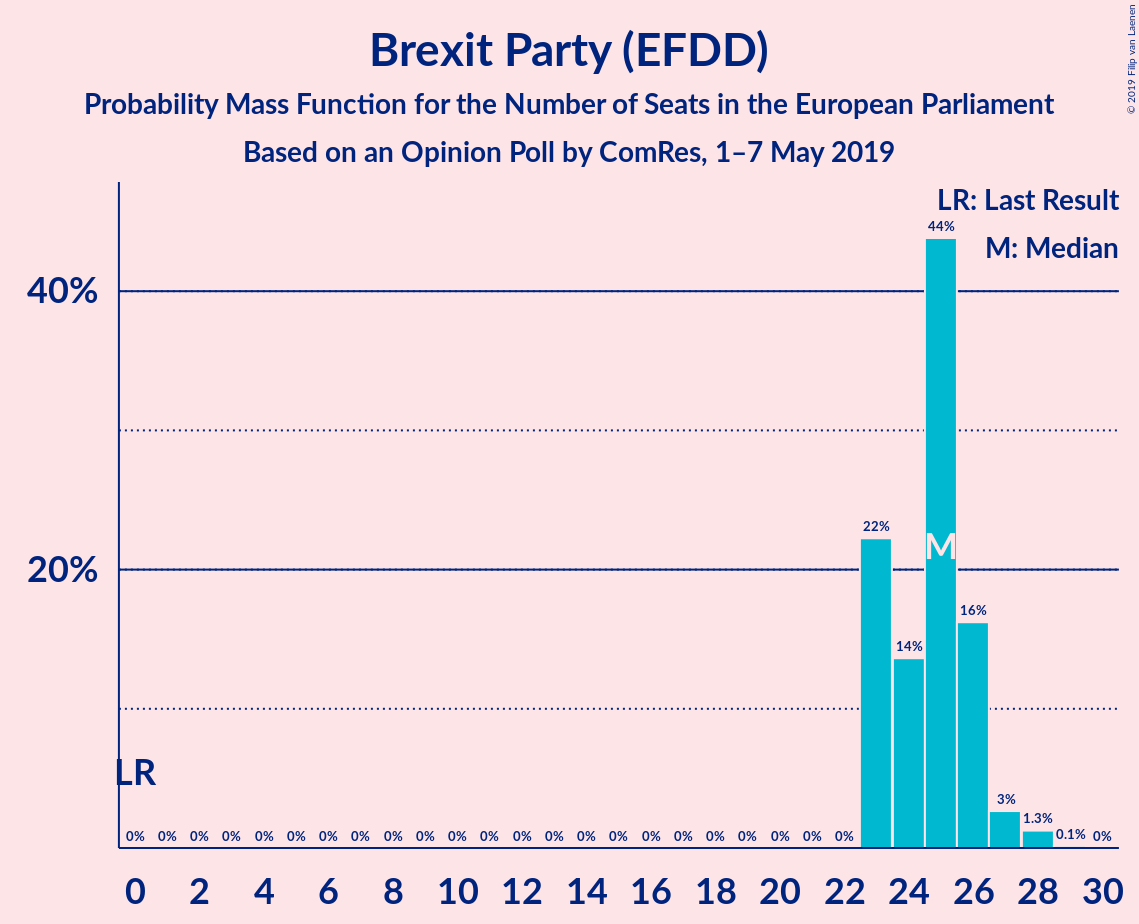 Brexit Party (EFDD)
Probability Mass Function for the Number of Seats in the European Parliament
Based on an Opinion Poll by ComRes, 1–7 May 2019
© 2019 Filip van Laenen
LR: Last Result
M: Median
44%
40%
22%
M
20%
16%
14%
LR
3%
1.3%
0% 0% 0% 0% 0% 0% 0% 0% 0% 0% 0% 0% 0% 0% 0% 0% 0% 0% 0% 0% 0% 0% 0% 0.1% 0%
0 2 4 6 8 10 12 14 16 18 20 22 24 26 28 30